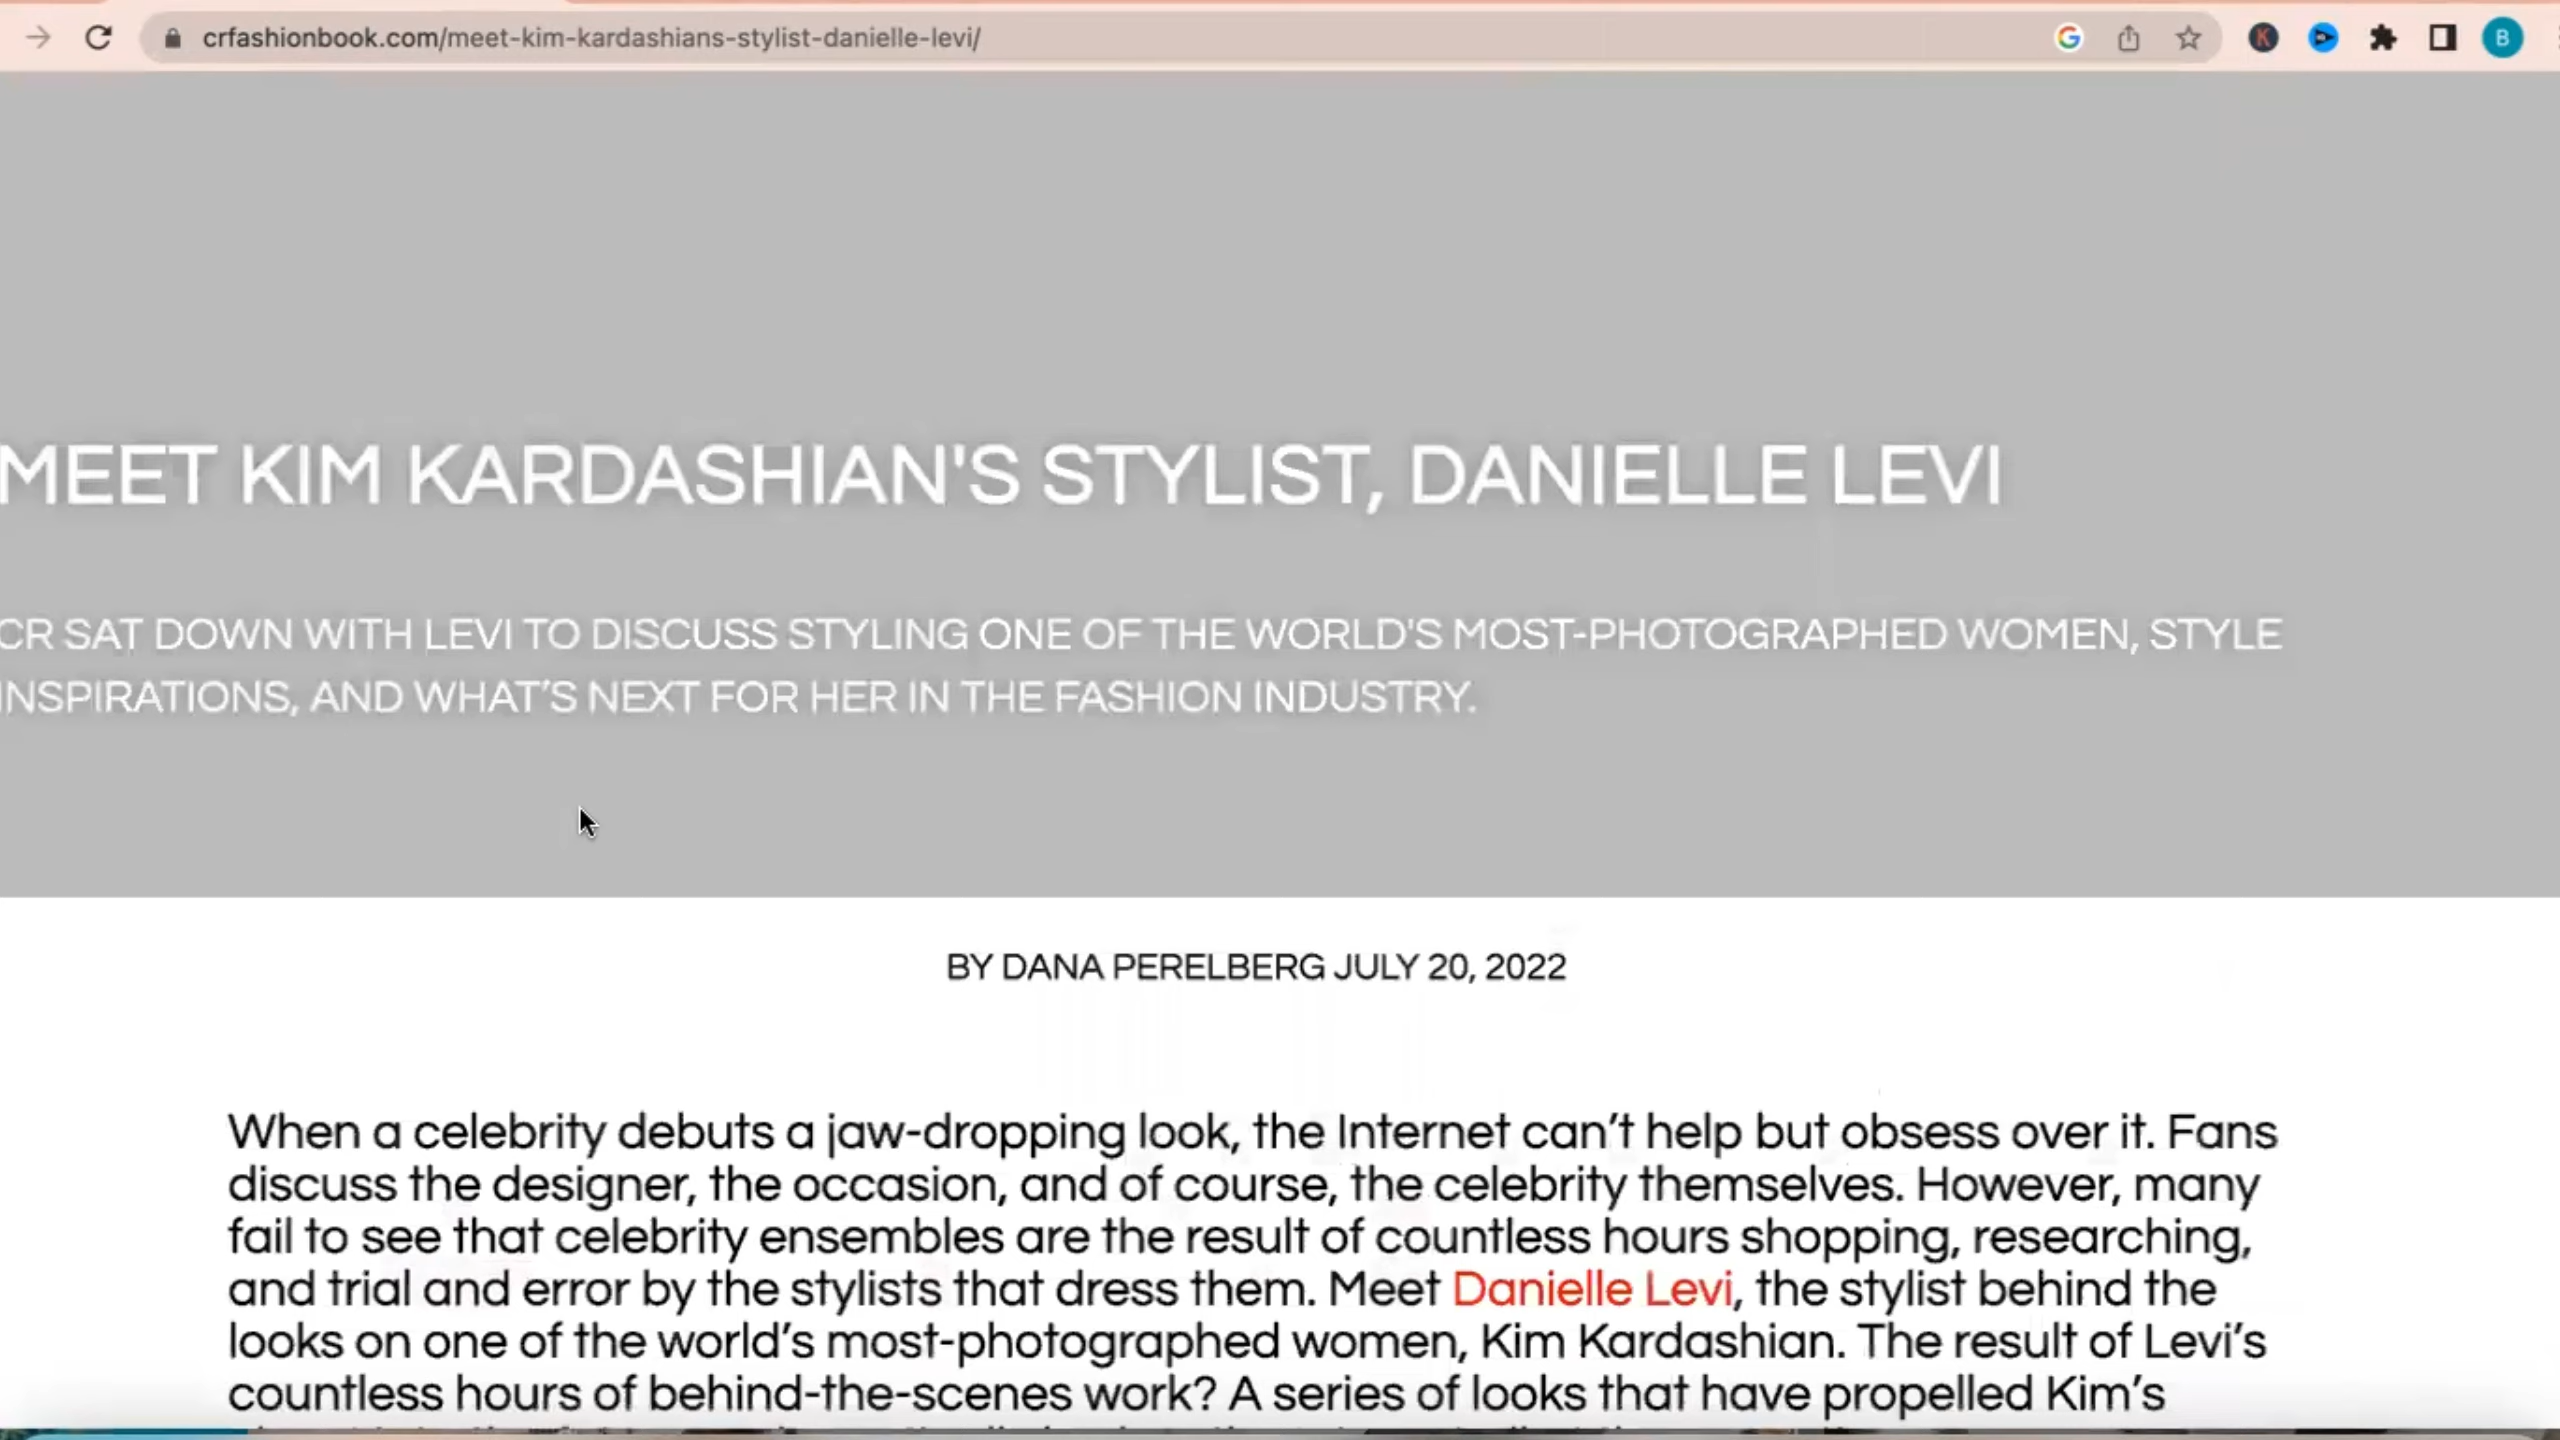 crfashionbook.com/meet-kim-kardashians-stylist-danielle-levi/
G
K
B
MEET KIM KARDASHIAN'S STYLIST, DANIELLE LEVI
CR SAT DOWN WITH LEVI TO DISCUSS STYLING ONE OF THE WORLD'S MOST-PHOTOGRAPHED WOMEN, STYLE
INSPIRATIONS, AND WHAT’S NEXT FOR HER IN THE FASHION INDUSTRY.
BY DANA PERELBERG JULY 20, 2022
When a celebrity debuts a jaw-dropping look, the Internet can’t help but obsess over it. Fans
discuss the designer, the occasion, and of course, the celebrity themselves. However, many
fail to see that celebrity ensembles are the result of countless hours shopping, researching,
and trial and error by the stylists that dress them. Meet Danielle Levi, the stylist behind the
looks on one of the world’s most-photographed women, Kim Kardashian. The result of Levi’s
countless hours of behind-the-scenes work? A series of looks that have propelled Kim’s